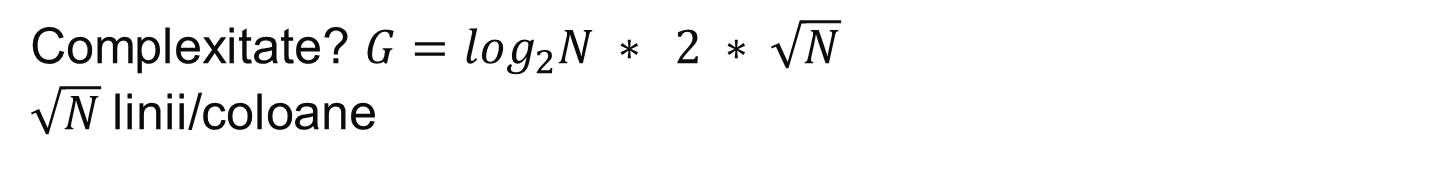 Complexitate? G = log₂N * 2 * √N
√N linii/coloane